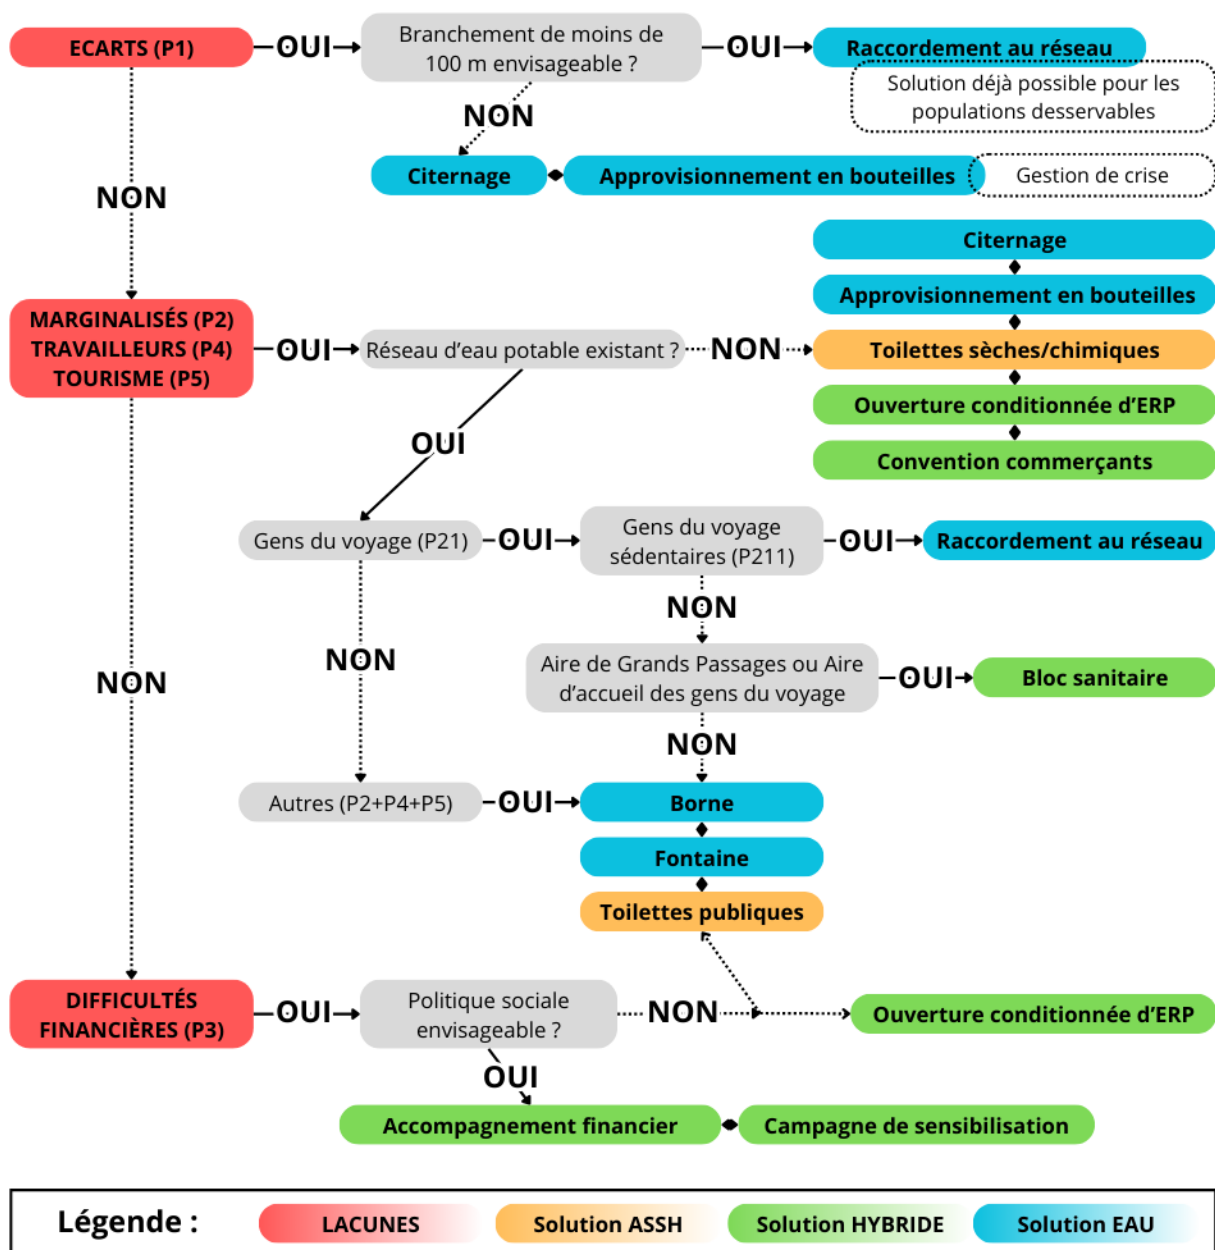 ECARTS (P1)
OUI
Branchement de moins de
100 m envisageable ?
OUI
Raccordement au réseau
Solution déjà possible pour les
populations desservables
NON
Citernage
Approvisionnement en bouteilles
Gestion de crise
NON
Citernage
Approvisionnement en bouteilles
MARGINALISÉS (P2)
TRAVAILLEURS (P4)
TOURISME (P5)
OUI
Réseau d'eau potable existant ?
NON
Toilettes sèches/chimiques
Ouverture conditionnée d'ERP
Convention commerçants
OUI
Gens du voyage (P21)
OUI
Gens du voyage
sédentaires (P211)
OUI
Raccordement au réseau
NON
NON
Aire de Grands Passages ou Aire
d'accueil des gens du voyage
OUI
Bloc sanitaire
NON
NON
Autres (P2+P4+P5)
OUI
Borne
Fontaine
Toilettes publiques
DIFFICULTÉS
FINANCIÈRES (P3)
OUI
Politique sociale
envisageable ?
NON
Ouverture conditionnée d'ERP
OUI
Accompagnement financier
Campagne de sensibilisation
Légende :
LACUNES
Solution ASSH
Solution HYBRIDE
Solution EAU